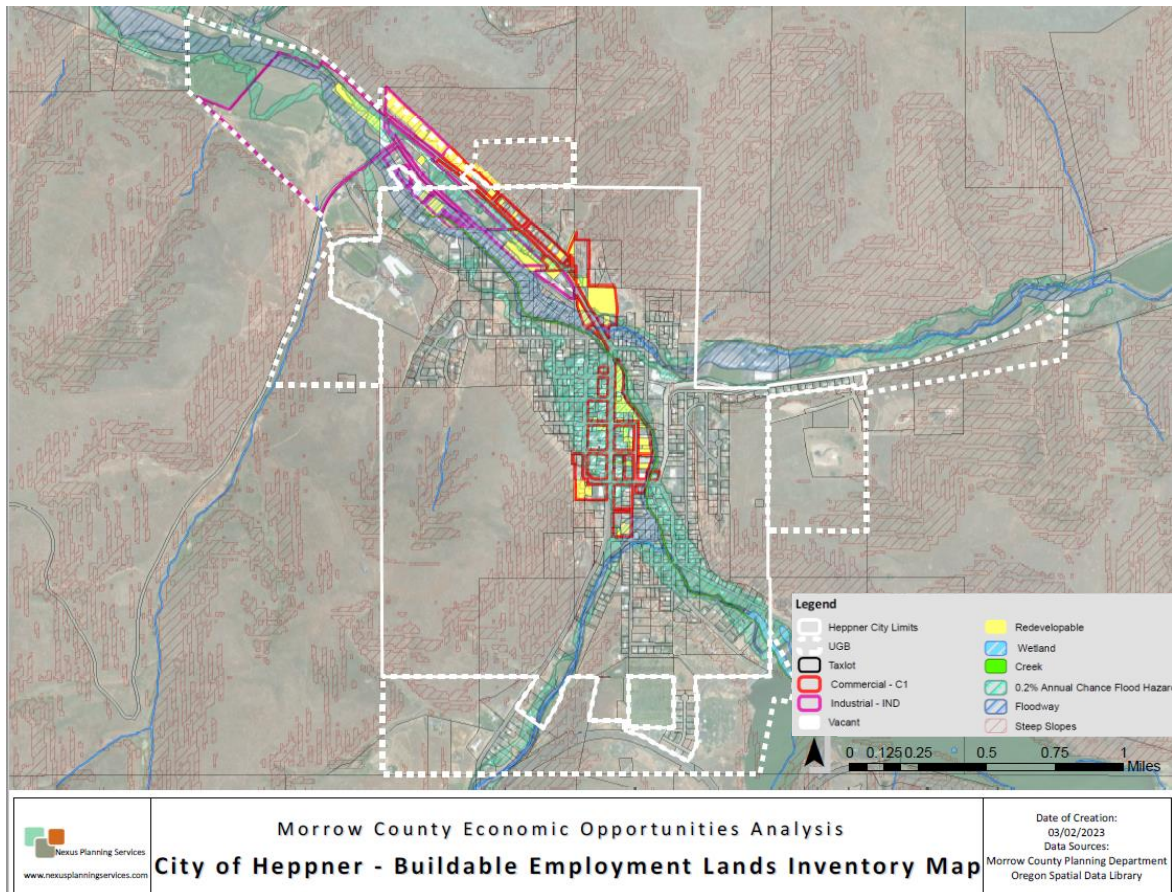 Legend
Heppner City Limits
UGB
Taxlot
Commercial - C1
Industrial - IND
Vacant
Redevelopable
Wetland
Creek
0.2% Annual Chance Flood Hazar
Floodway
Steep Slopes
0 0.125 0.25 0.5 0.75 1
Miles
Nexus Planning Services
www.nexusplanningservices.com
Morrow County Economic Opportunities Analysis
City of Heppner - Buildable Employment Lands Inventory Map
Date of Creation:
03/02/2023
Data Sources:
Morrow County Planning Department
Oregon Spatial Data Library